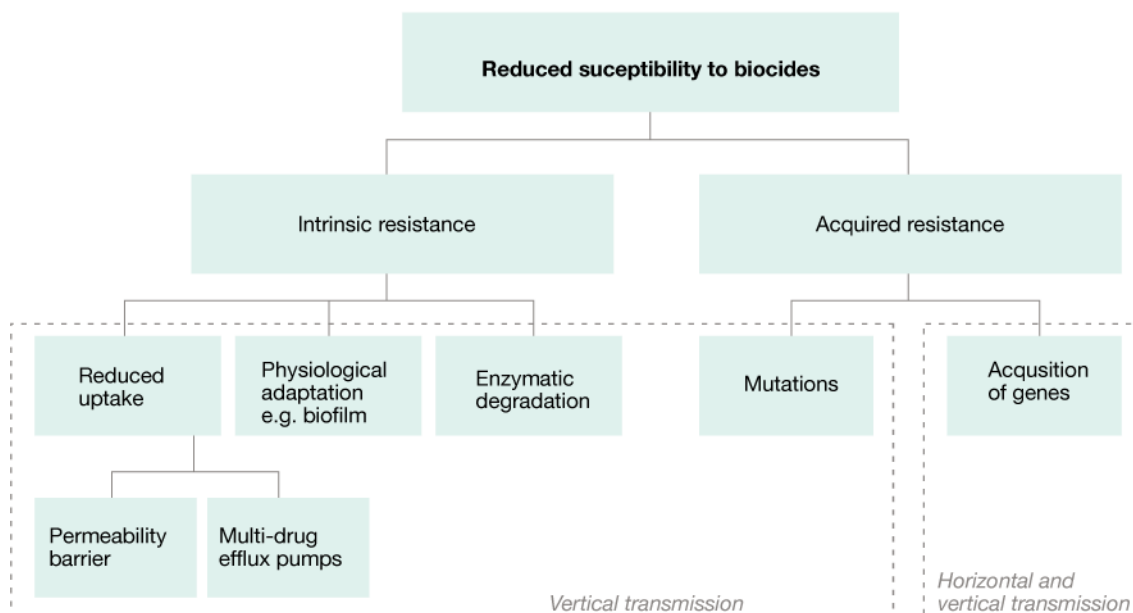 Reduced suceptibility to biocides
Intrinsic resistance
Acquired resistance
Reduced
uptake
Physiological
adaptation
e.g. biofilm
Enzymatic
degradation
Mutations
Acqusition
of genes
Permeability
barrier
Multi-drug
efflux pumps
Vertical transmission
Horizontal and
vertical transmission